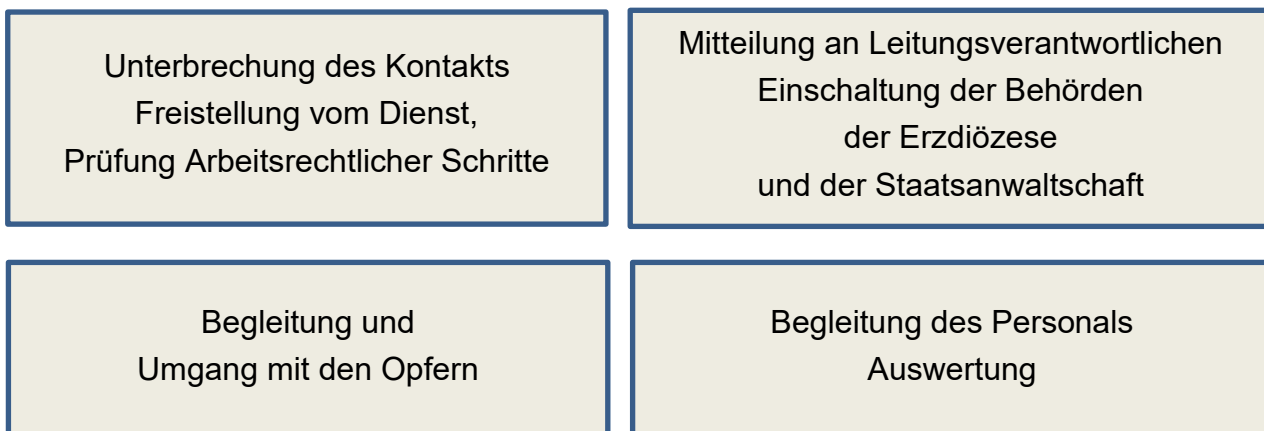 Unterbrechung des Kontakts
Freistellung vom Dienst,
Prüfung Arbeitsrechtlicher Schritte
Mitteilung an Leitungsverantwortlichen
Einschaltung der Behörden
der Erzdiözese
und der Staatsanwaltschaft
Begleitung und
Umgang mit den Opfern
Begleitung des Personals
Auswertung